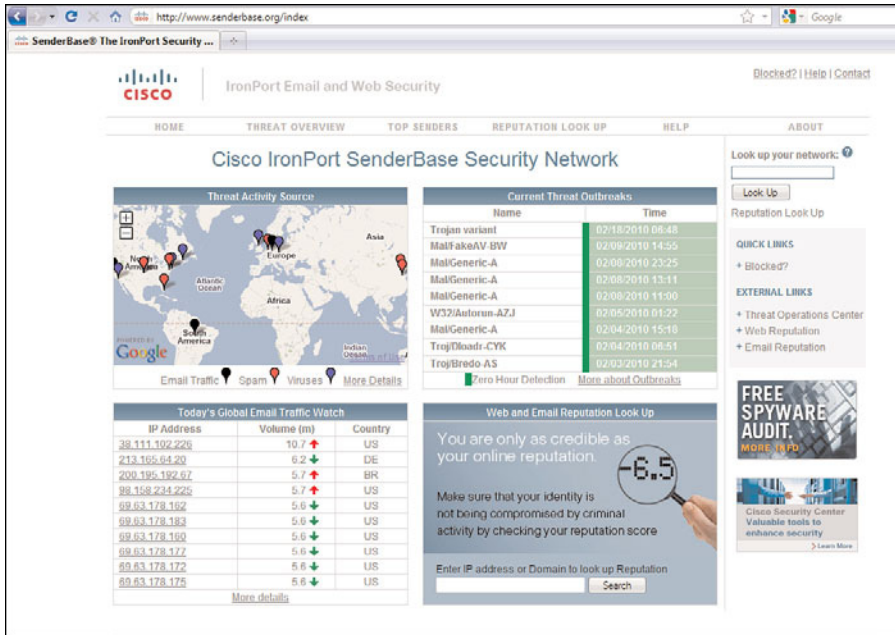 http://www.senderbase.org/index
Google
SenderBase® The IronPort Security ...
CISCO
IronPort Email and Web Security
Blocked? | Help | Contact
HOME THREAT OVERVIEW TOP SENDERS REPUTATION LOOK UP HELP ABOUT
Cisco IronPort SenderBase Security Network
Threat Activity Source
North America
Atlantic Ocean
Europe
Asia
Africa
South America
Indian Ocean
POWERED BY
Google
Email Traffic Spam Viruses More Details
Current Threat Outbreaks
Name Time
Trojan variant 02/18/2010 06:48
Mal/FakeAV-BW 02/09/2010 14:55
Mal/Generic-A 02/08/2010 23:25
Mal/Generic-A 02/08/2010 13:11
Mal/Generic-A 02/08/2010 11:00
W32/Autorun-AZJ 02/05/2010 01:22
Mal/Generic-A 02/04/2010 15:18
Troj/Dloadr-CYK 02/04/2010 06:51
Troj/Bredo-AS 02/03/2010 21:54
Zero Hour Detection More about Outbreaks
Today's Global Email Traffic Watch
IP Address Volume (m) Country
38.111.102.226 10.7 US
213.165.64.20 6.2 DE
200.195.192.67 5.7 BR
98.158.234.225 5.7 US
69.63.178.162 5.6 US
69.63.178.183 5.6 US
69.63.178.160 5.6 US
69.63.178.177 5.6 US
69.63.178.172 5.6 US
69.63.178.175 5.6 US
More details
Web and Email Reputation Look Up
You are only as credible as
your online reputation.
-6.5
Make sure that your identity is
not being compromised by criminal
activity by checking your reputation score
Enter IP address or Domain to look up Reputation
Search
Look up your network:
Look Up
Reputation Look Up
QUICK LINKS
+ Blocked?
EXTERNAL LINKS
+ Threat Operations Center
+ Web Reputation
+ Email Reputation
FREE
SPYWARE
AUDIT.
MORE INFO
Cisco Security Center
Valuable tools to
enhance security
Learn More